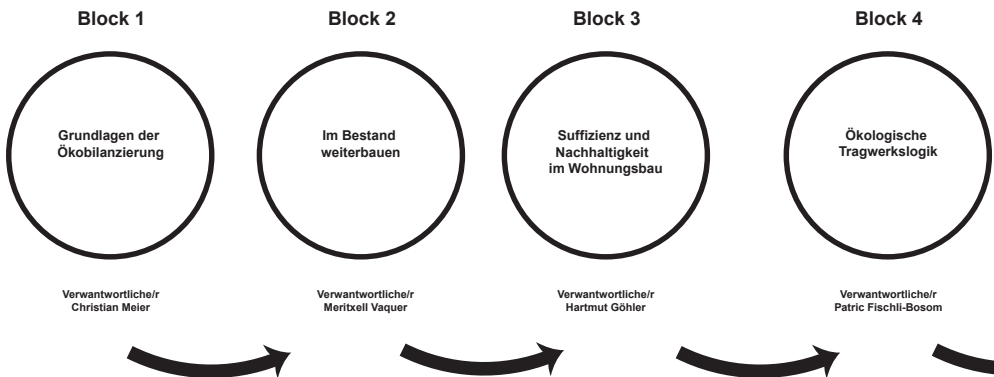 Block 1
Grundlagen der
Ökobilanzierung
Verwantwortliche/r
Christian Meier
Block 2
Im Bestand
weiterbauen
Verwantwortliche/r
Meritxell Vaquer
Block 3
Suffizienz und
Nachhaltigkeit
im Wohnungsbau
Verwantwortliche/r
Hartmut Göhler
Block 4
Ökologische
Tragwerkslogik
Verwantwortliche/r
Patric Fischli-Bosom